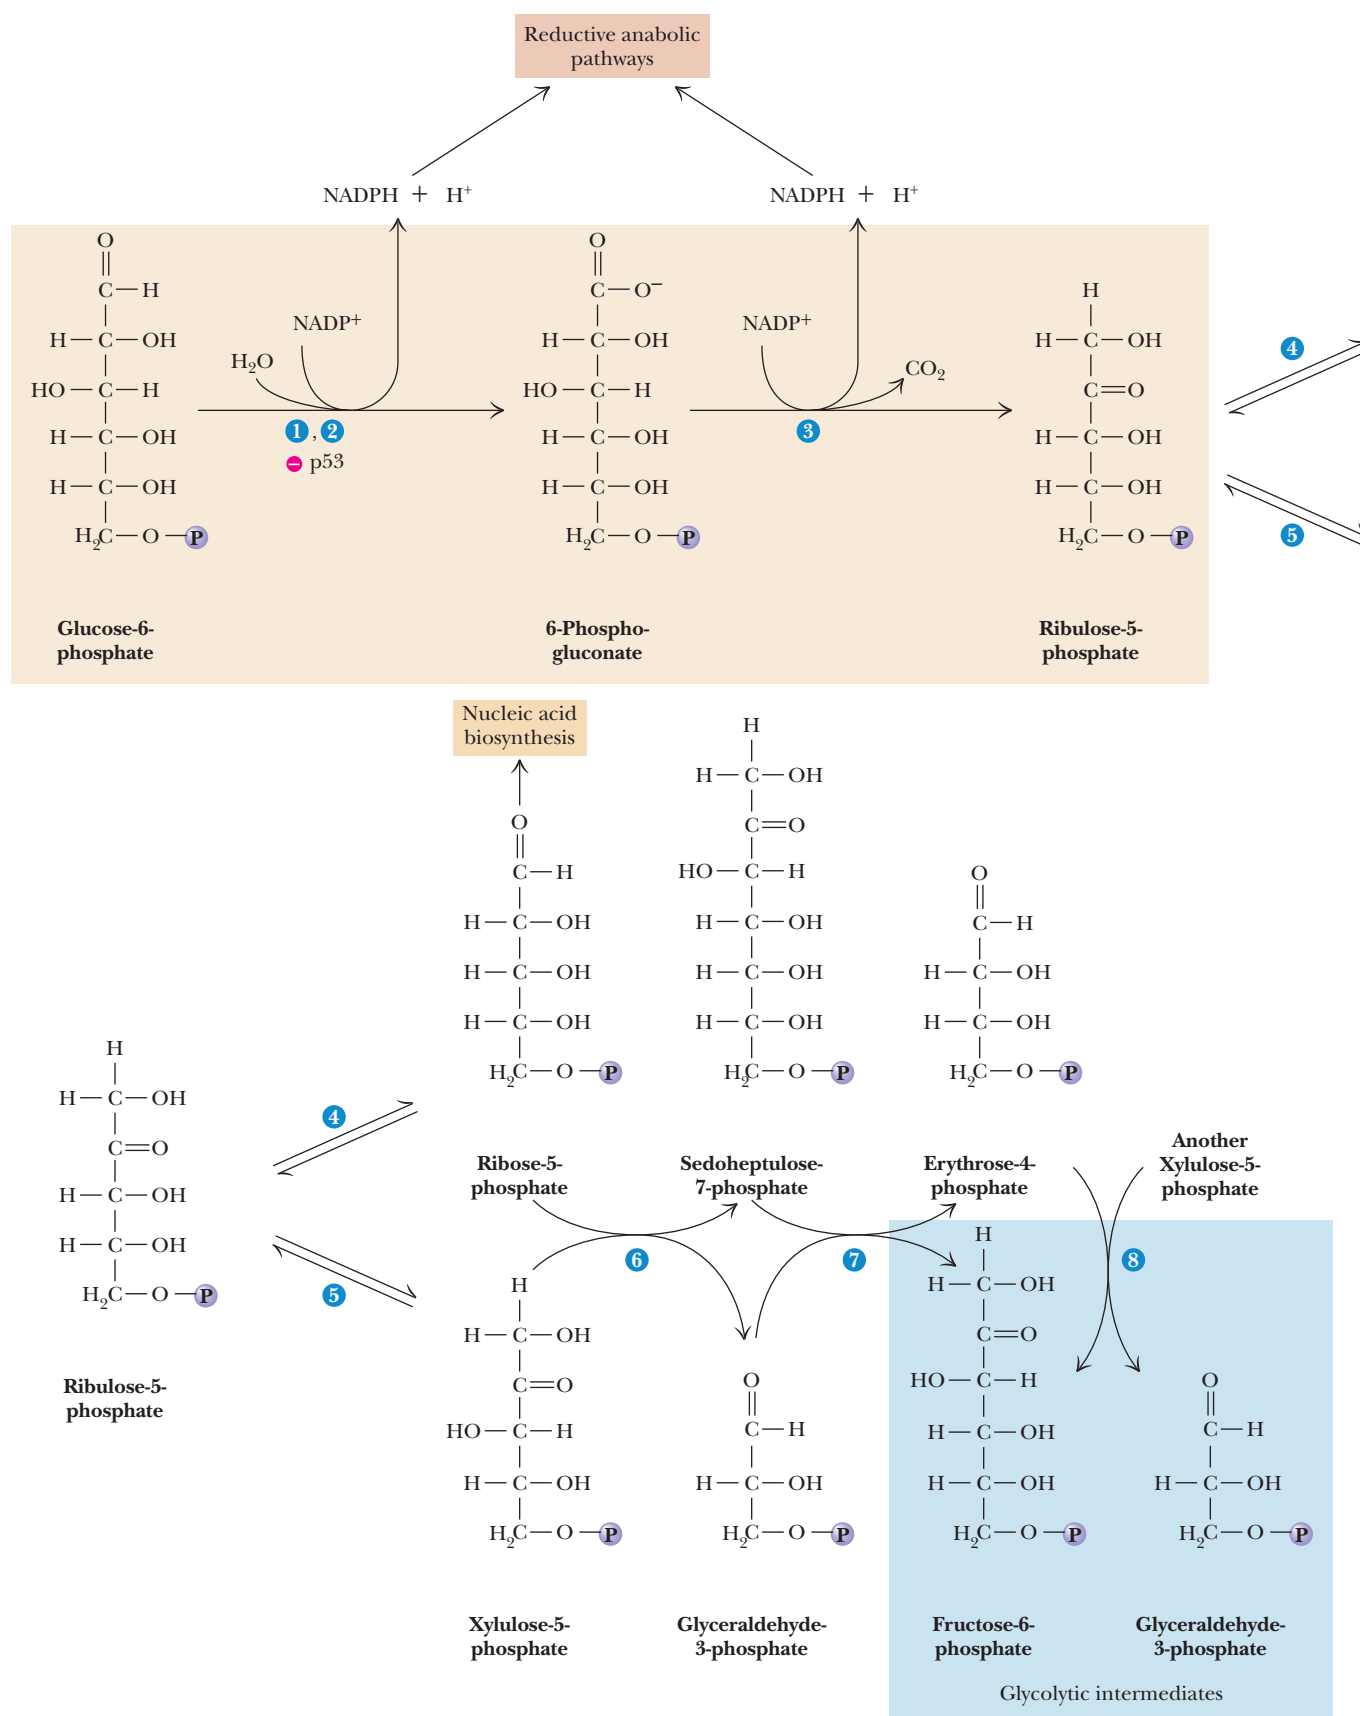 Reductive anabolic
pathways
NADPH + H⁺
NADPH + H⁺
O
C—H
H—C—OH
HO—C—H
H—C—OH
H—C—OH
H₂C—O—P
Glucose-6-
phosphate
H₂O
NADP⁺
1, 2
− p53
O
C—O⁻
H—C—OH
HO—C—H
H—C—OH
H—C—OH
H₂C—O—P
6-Phospho-
gluconate
NADP⁺
CO₂
3
H
H—C—OH
C=O
H—C—OH
H—C—OH
H₂C—O—P
Ribulose-5-
phosphate
4
5
Nucleic acid
biosynthesis
H
H—C—OH
C=O
H—C—OH
H—C—OH
H₂C—O—P
Ribulose-5-
phosphate
4
5
O
C—H
H—C—OH
H—C—OH
H—C—OH
H₂C—O—P
Ribose-5-
phosphate
H
H—C—OH
C=O
HO—C—H
H—C—OH
H—C—OH
H—C—OH
H₂C—O—P
Sedoheptulose-
7-phosphate
O
C—H
H—C—OH
H—C—OH
H₂C—O—P
Erythrose-4-
phosphate
Another
Xylulose-5-
phosphate
6
7
8
H
H—C—OH
C=O
HO—C—H
H—C—OH
H₂C—O—P
Xylulose-5-
phosphate
O
C—H
H—C—OH
H₂C—O—P
Glyceraldehyde-
3-phosphate
H
H—C—OH
C=O
HO—C—H
H—C—OH
H—C—OH
H₂C—O—P
Fructose-6-
phosphate
O
C—H
H—C—OH
H₂C—O—P
Glyceraldehyde-
3-phosphate
Glycolytic intermediates